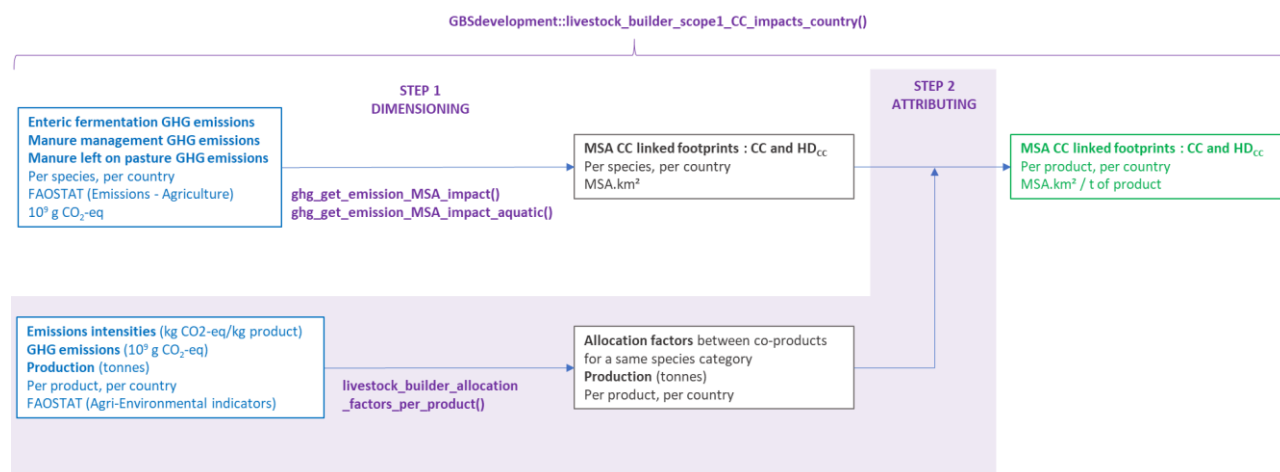 GBSdevelopment::livestock_builder_scope1_CC_impacts_country()
STEP 1
DIMENSIONING
STEP 2
ATTRIBUTING
Enteric fermentation GHG emissions
Manure management GHG emissions
Manure left on pasture GHG emissions
Per species, per country
FAOSTAT (Emissions - Agriculture)
10⁹ g CO₂-eq
ghg_get_emission_MSA_impact()
ghg_get_emission_MSA_impact_aquatic()
MSA CC linked footprints : CC and HD_CC
Per species, per country
MSA.km²
MSA CC linked footprints : CC and HD_CC
Per product, per country
MSA.km² / t of product
Emissions intensities (kg CO2-eq/kg product)
GHG emissions (10⁹ g CO₂-eq)
Production (tonnes)
Per product, per country
FAOSTAT (Agri-Environmental indicators)
livestock_builder_allocation
_factors_per_product()
Allocation factors between co-products
for a same species category
Production (tonnes)
Per product, per country